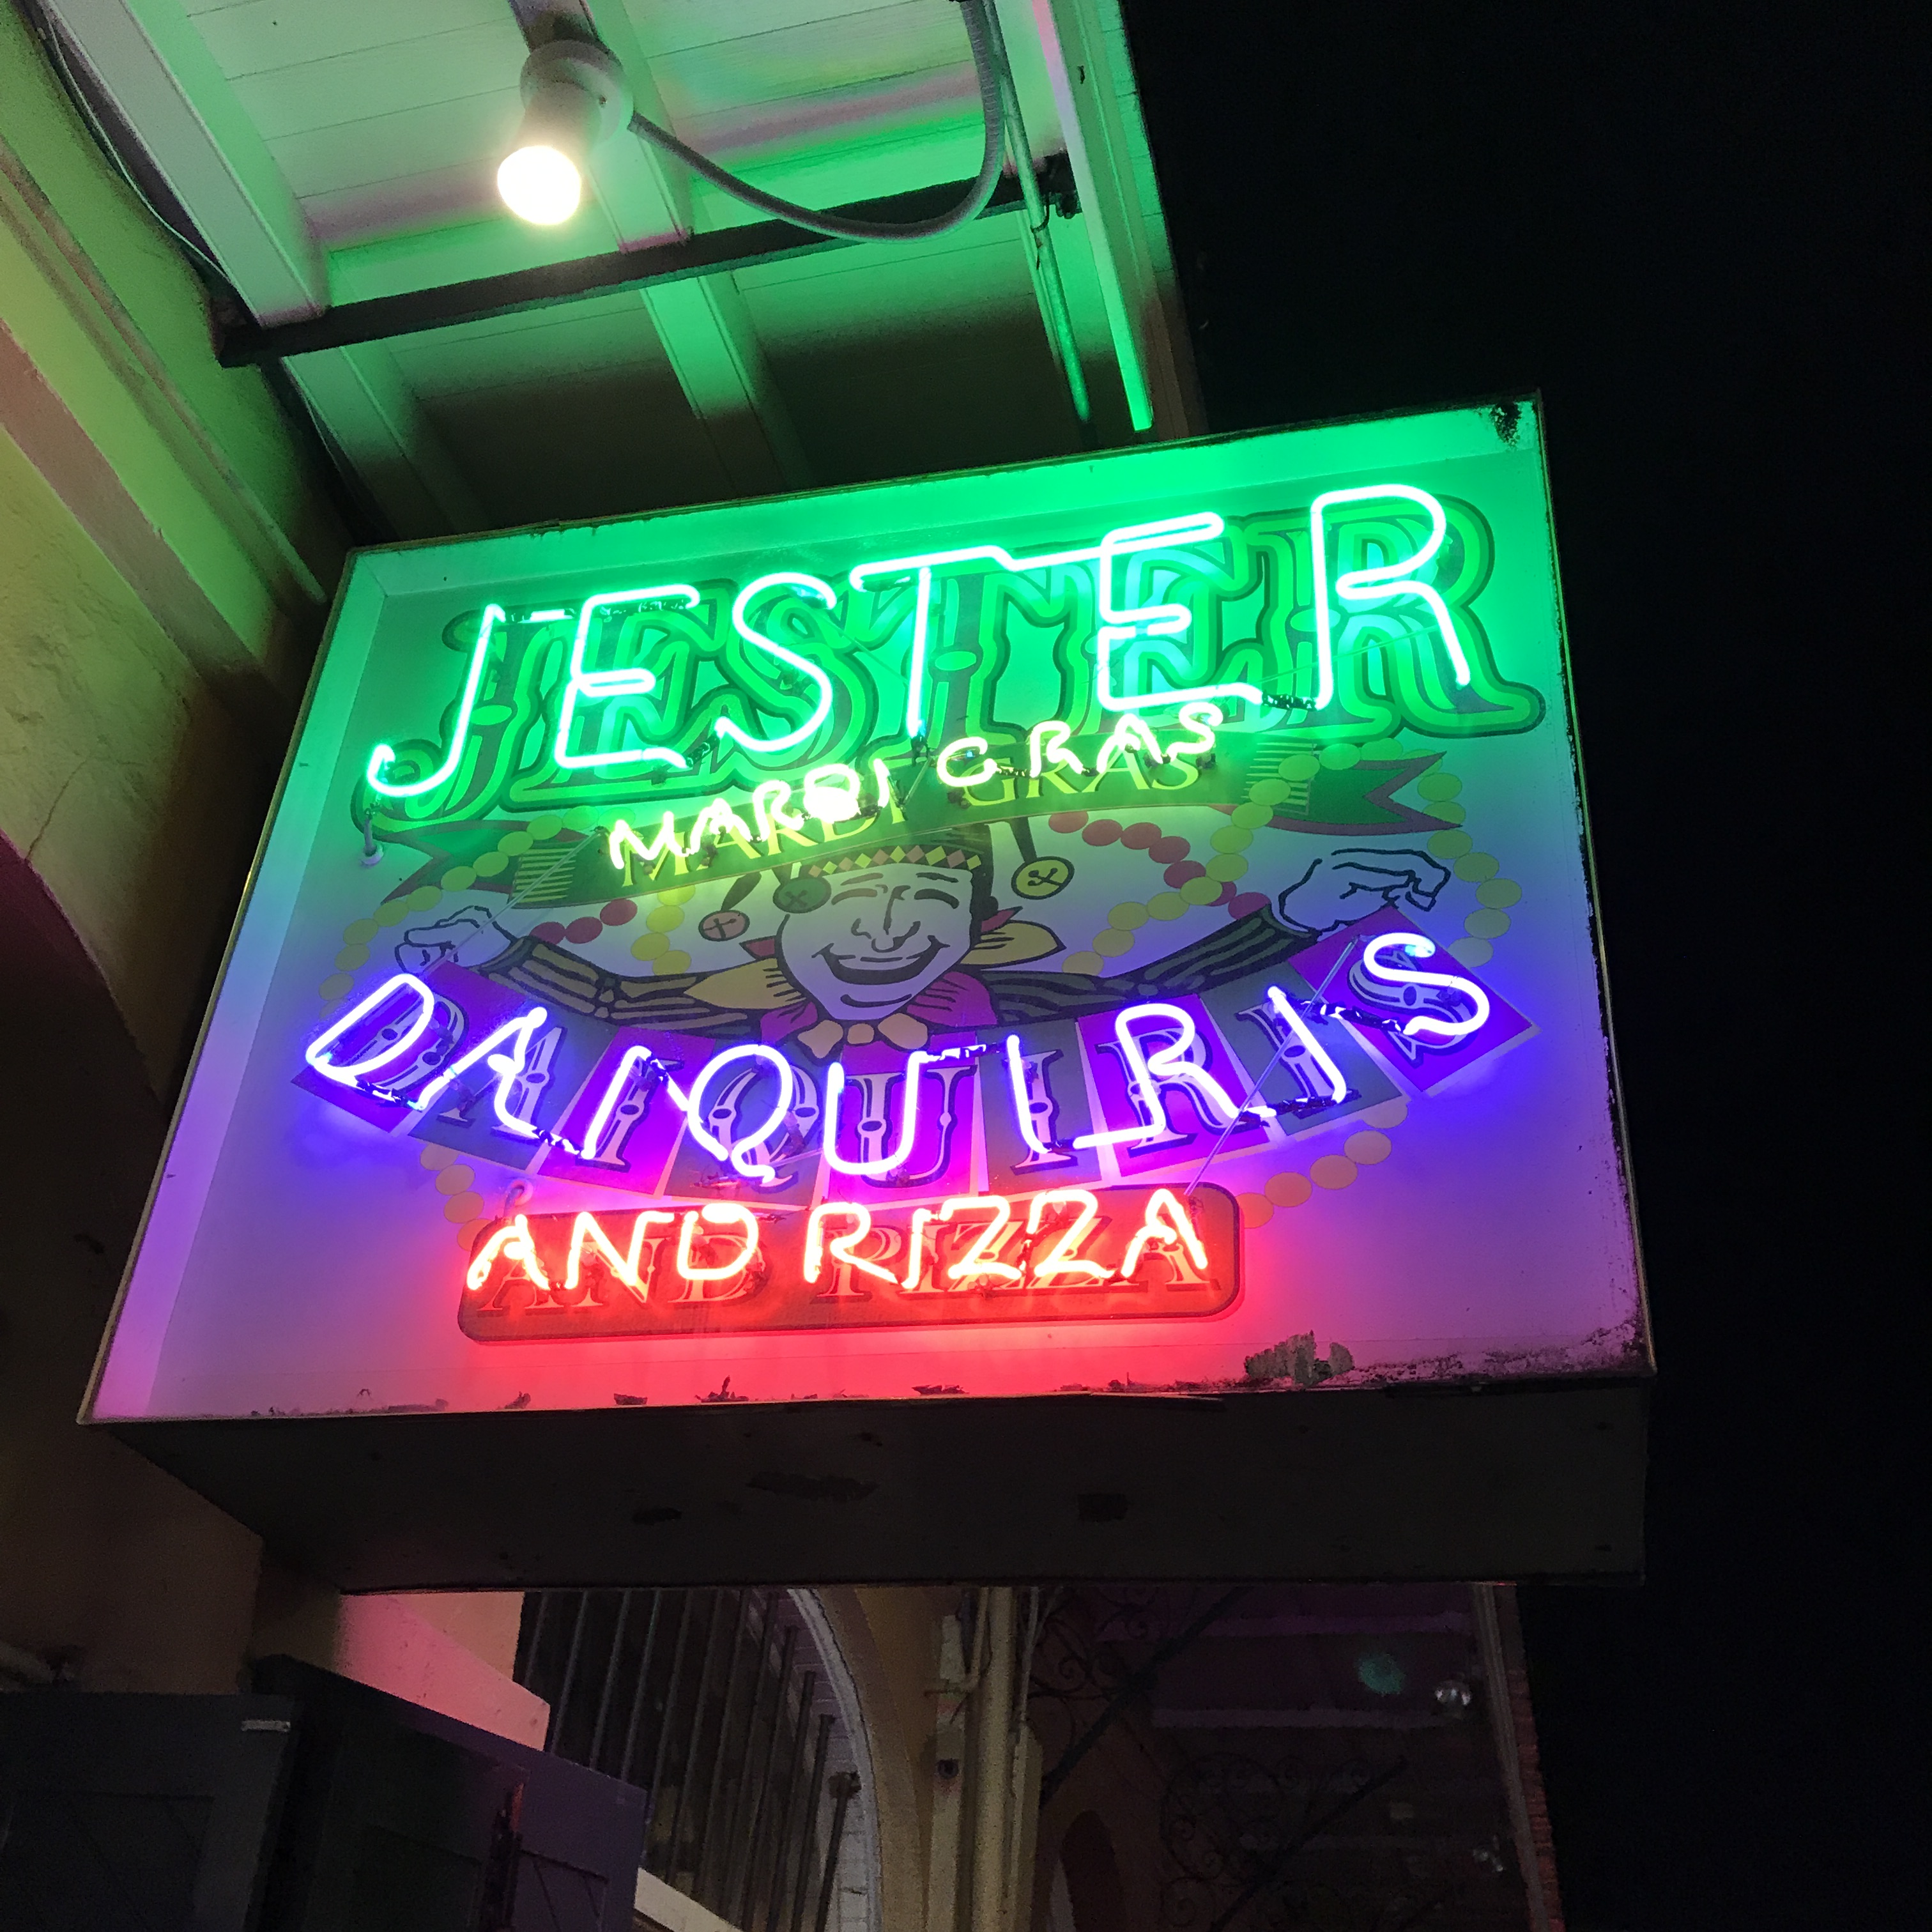 JESTER
MARDI GRAS
DAIQUIRIS
AND RIZZA